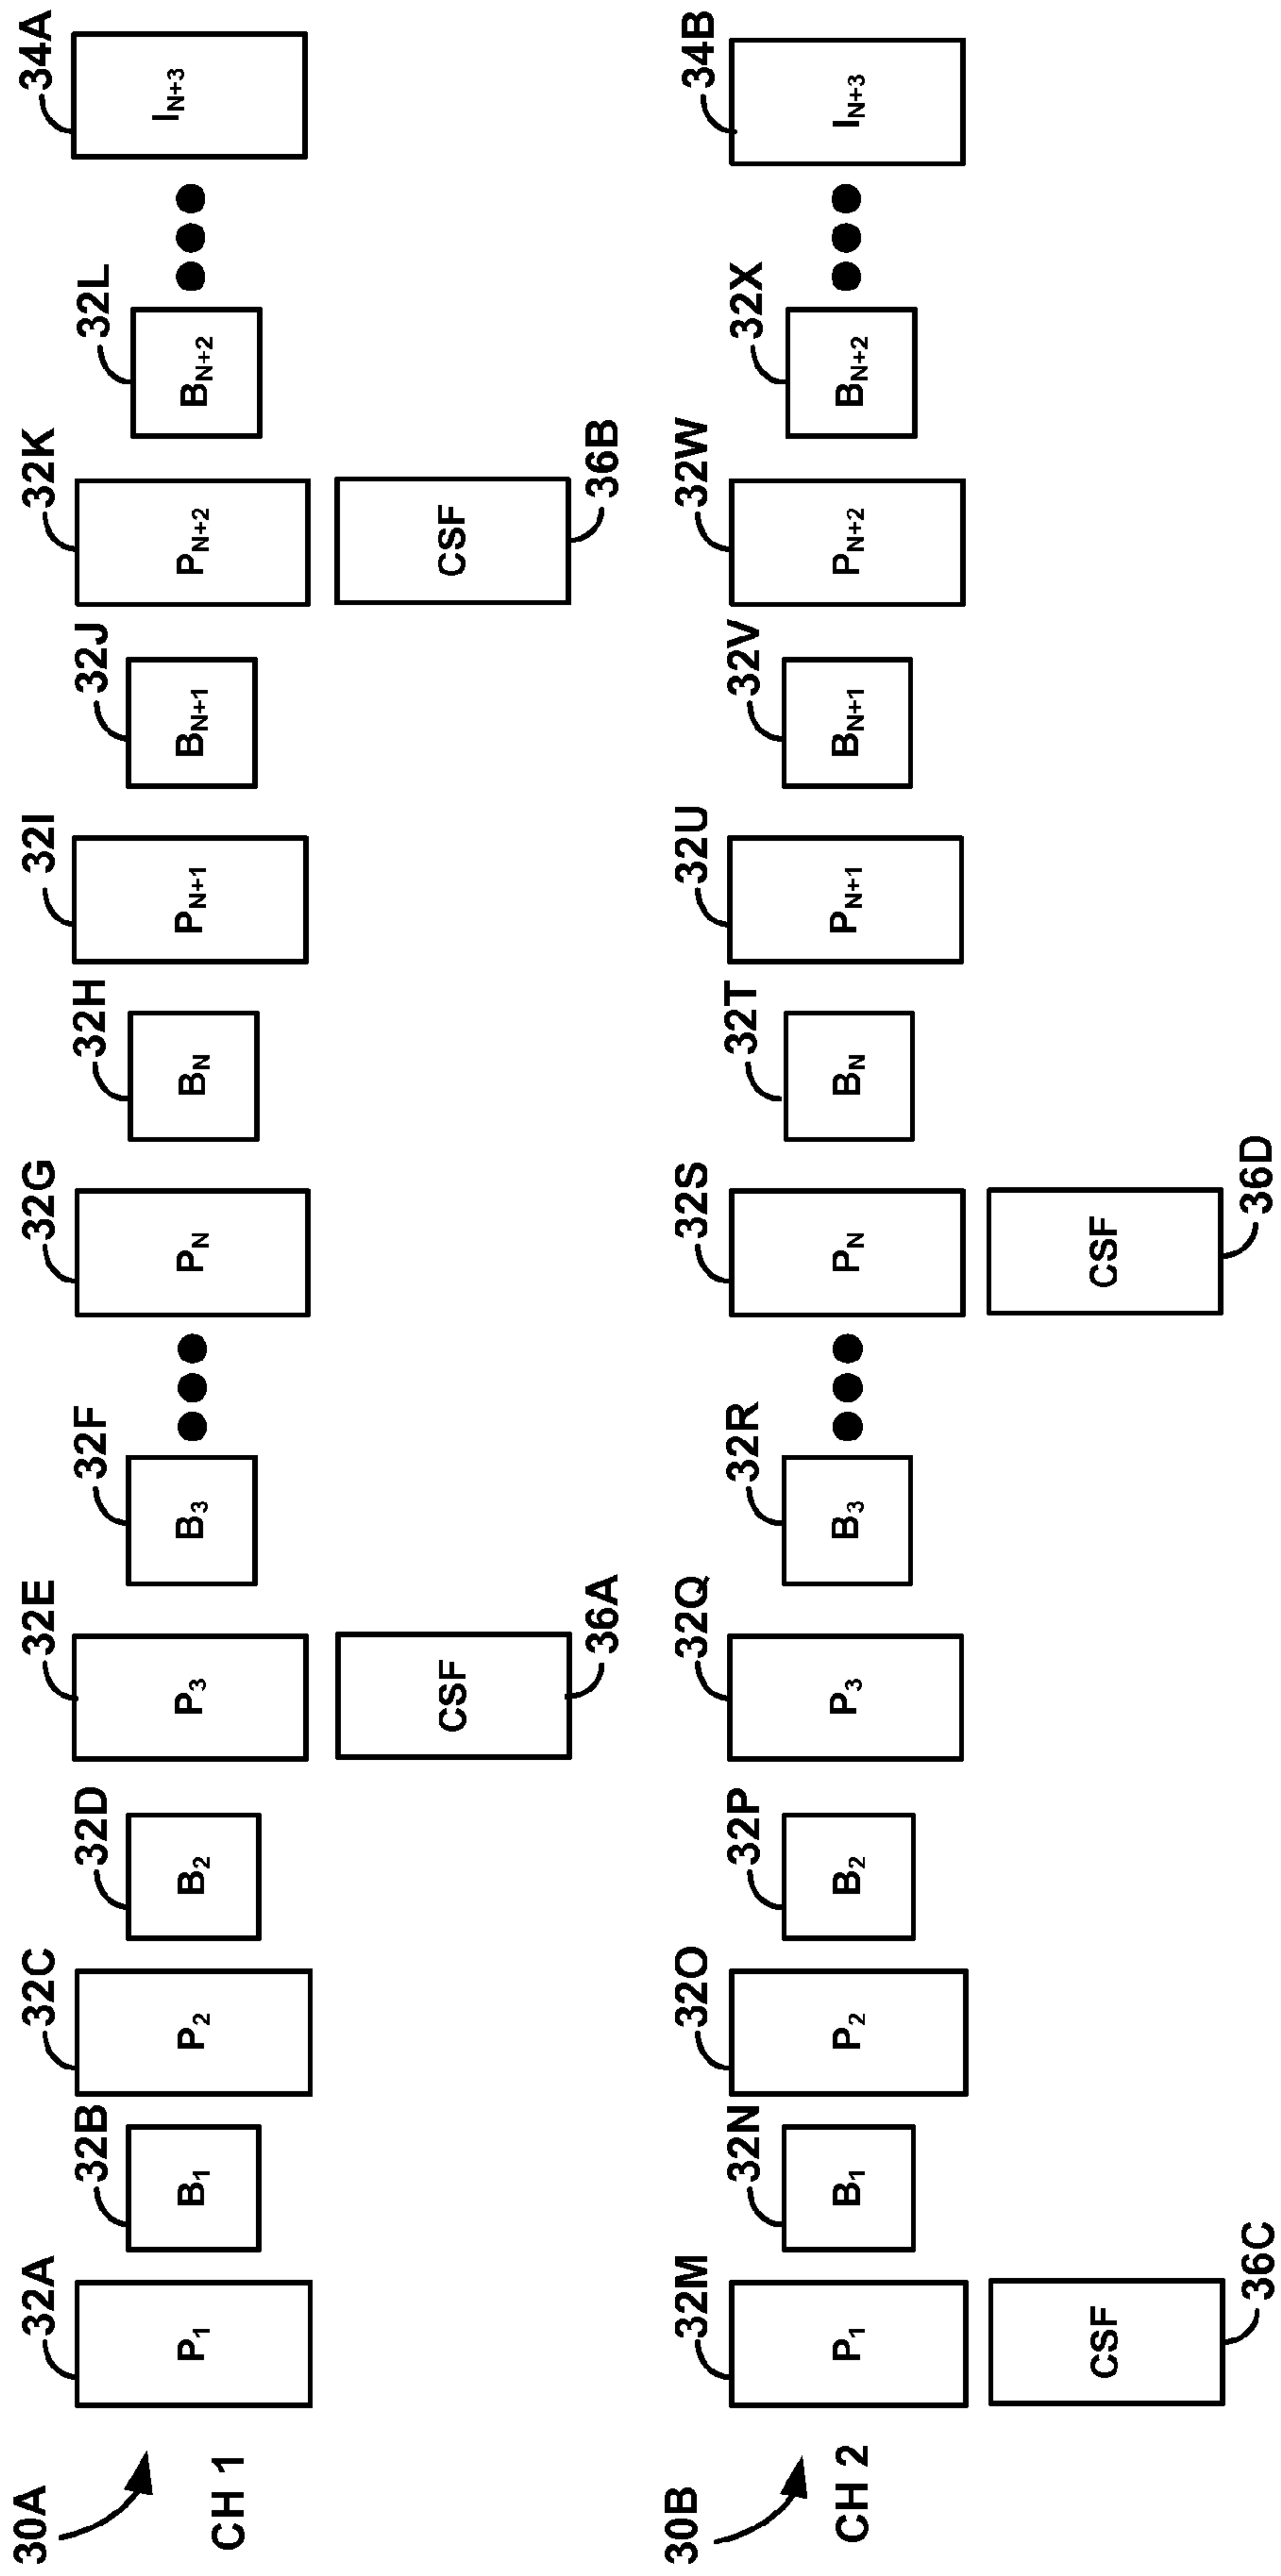 30A
CH 1
32A 32B 32C 32D 32E 32F 32G 32H 32I 32J 32K 32L 34A
P1 B1 P2 B2 P3 B3 PN BN PN+1 BN+1 PN+2 BN+2 IN+3
CSF CSF
36A 36B
30B
CH 2
32M 32N 32O 32P 32Q 32R 32S 32T 32U 32V 32W 32X 34B
P1 B1 P2 B2 P3 B3 PN BN PN+1 BN+1 PN+2 BN+2 IN+3
CSF CSF
36C 36D